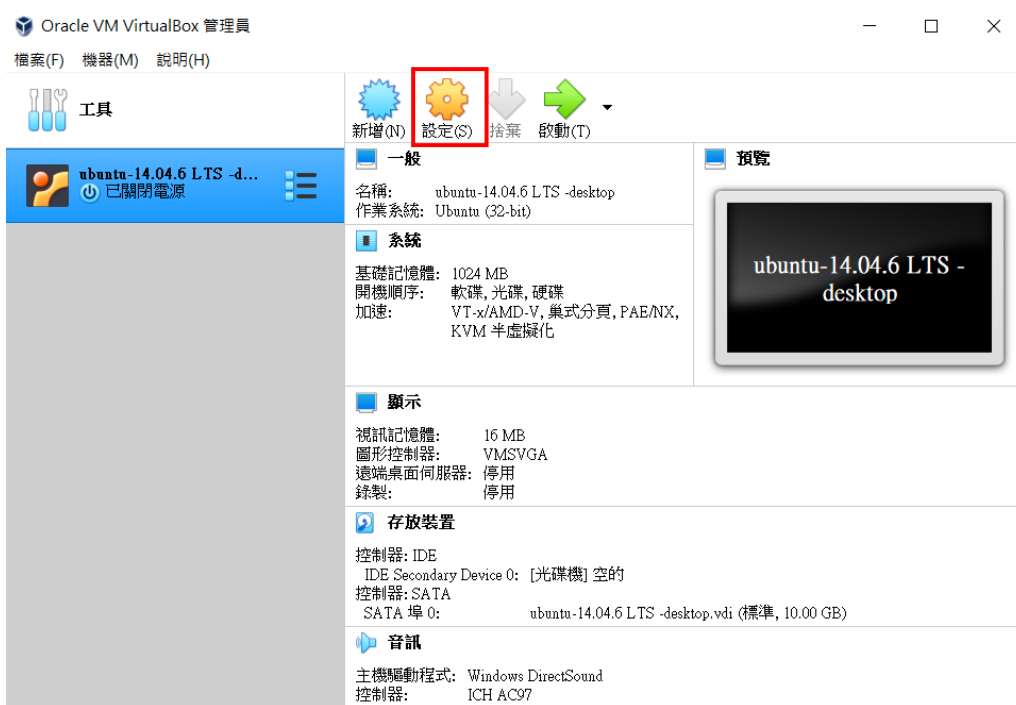 Oracle VM VirtualBox 管理員
檔案(F) 機器(M) 說明(H)
工具
新增(N) 設定(S) 捨棄 啟動(T)
ubuntu-14.04.6 LTS -d...
已關閉電源
一般
名稱: ubuntu-14.04.6 LTS -desktop
作業系統: Ubuntu (32-bit)
預覽
ubuntu-14.04.6 LTS -
desktop
系統
基礎記憶體: 1024 MB
開機順序: 軟碟, 光碟, 硬碟
加速: VT-x/AMD-V, 巢式分頁, PAE/NX,
KVM 半虛擬化
顯示
視訊記憶體: 16 MB
圖形控制器: VMSVGA
遠端桌面伺服器: 停用
錄製: 停用
存放裝置
控制器: IDE
IDE Secondary Device 0: [光碟機] 空的
控制器: SATA
SATA 埠 0: ubuntu-14.04.6 LTS -desktop.vdi (標準, 10.00 GB)
音訊
主機驅動程式: Windows DirectSound
控制器: ICH AC97